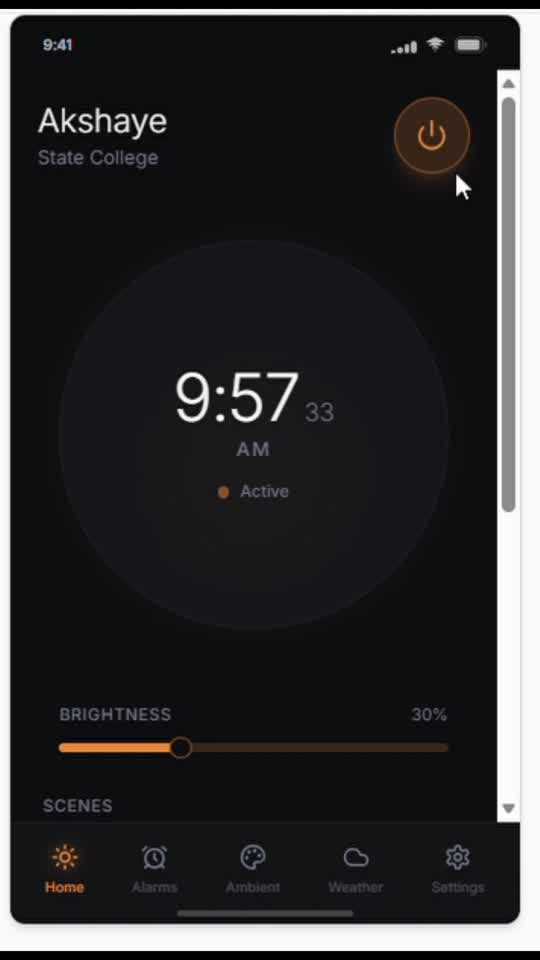 9:41
Akshaye
State College
9:57 33
AM
Active
BRIGHTNESS 30%
SCENES
Home Alarms Ambient Weather Settings